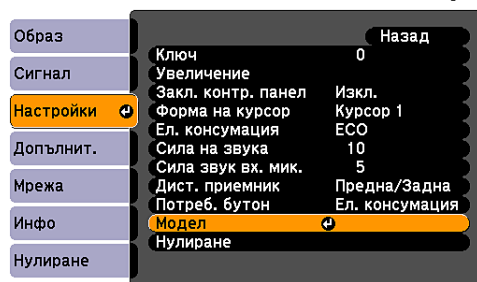 Образ
Сигнал
Настройки
Допълнит.
Мрежа
Инфо
Нулиране
Назад
Ключ 0
Увеличение
Закл. контр. панел Изкл.
Форма на курсор Курсор 1
Ел. консумация ECO
Сила на звука 10
Сила звук вх. мик. 5
Дист. приемник Предна/Задна
Потреб. бутон Ел. консумация
Модел
Нулиране